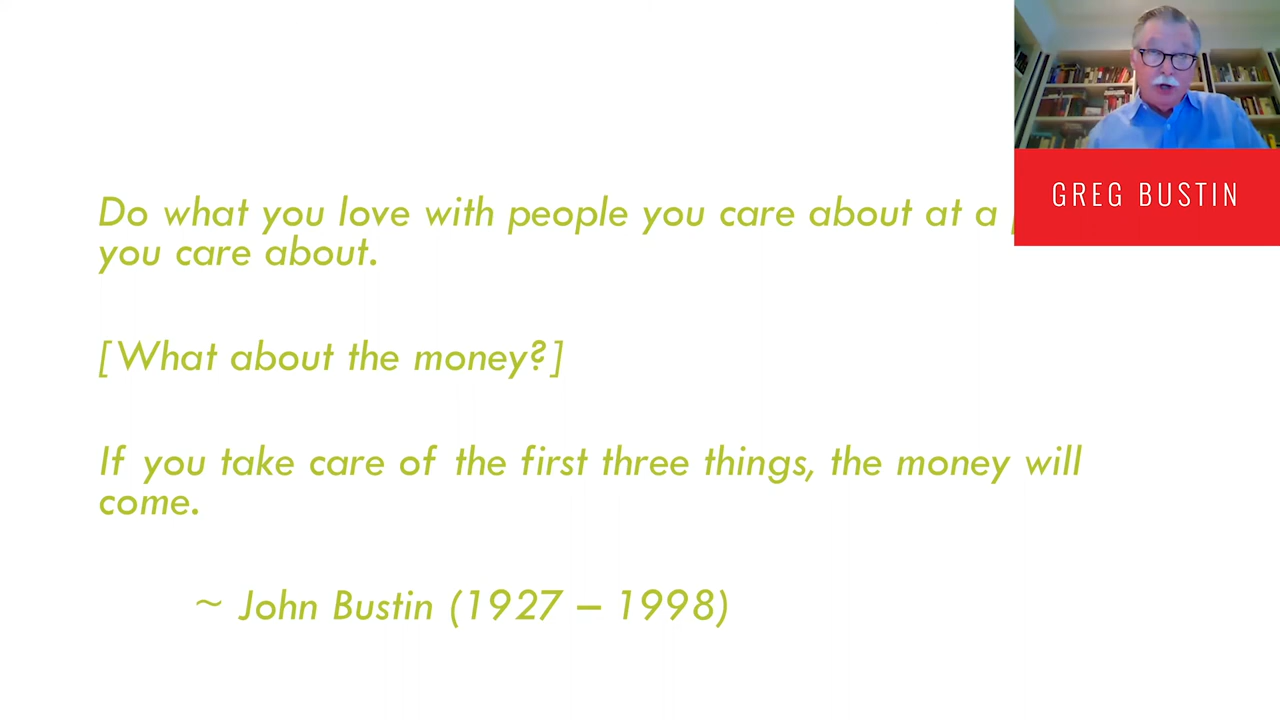 GREG BUSTIN
Do what you love with people you care about at a
you care about.
[What about the money?]
If you take care of the first three things, the money will
come.
~ John Bustin (1927 – 1998)